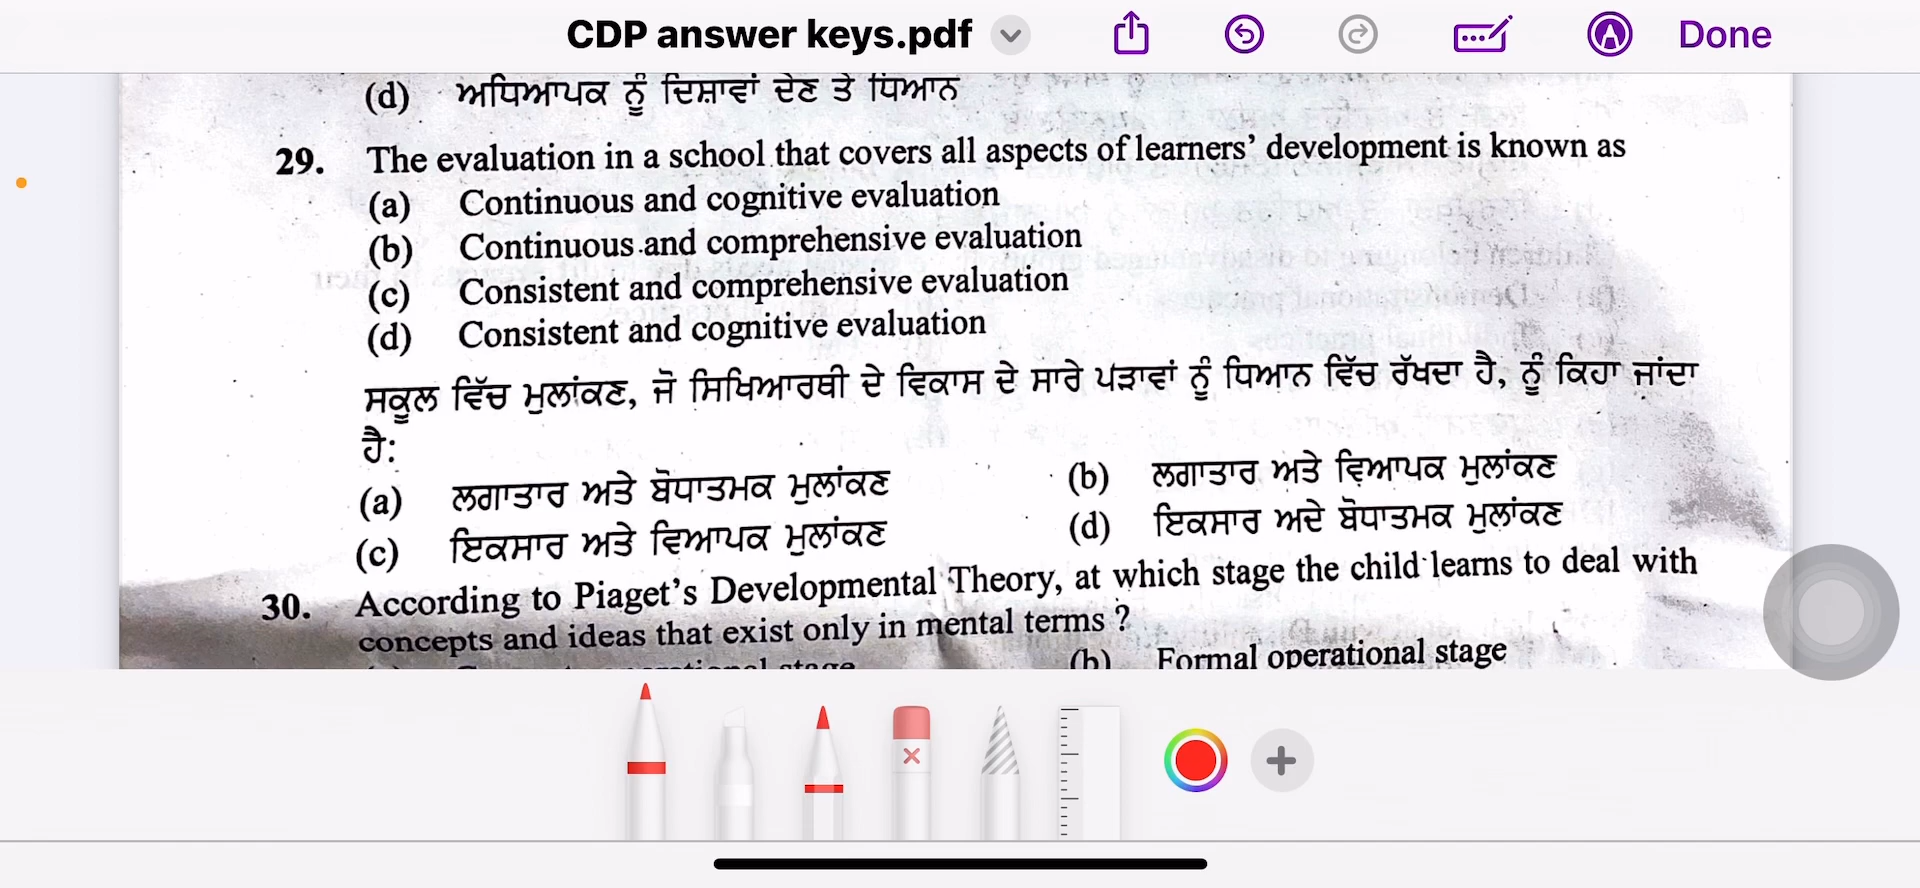 CDP answer keys.pdf
Done
(d) ਅਧਿਆਪਕ ਨੂੰ ਦਿਸ਼ਾਵਾਂ ਦੇਣ ਤੇ ਧਿਆਨ
29. The evaluation in a school that covers all aspects of learners’ development is known as
(a) Continuous and cognitive evaluation
(b) Continuous and comprehensive evaluation
(c) Consistent and comprehensive evaluation
(d) Consistent and cognitive evaluation
ਸਕੂਲ ਵਿੱਚ ਮੁਲਾਂਕਣ, ਜੋ ਸਿਖਿਆਰਥੀ ਦੇ ਵਿਕਾਸ ਦੇ ਸਾਰੇ ਪੜਾਵਾਂ ਨੂੰ ਧਿਆਨ ਵਿੱਚ ਰੱਖਦਾ ਹੈ, ਨੂੰ ਕਿਹਾ ਜਾਂਦਾ
ਹੈ:
(a) ਲਗਾਤਾਰ ਅਤੇ ਬੋਧਾਤਮਕ ਮੁਲਾਂਕਣ (b) ਲਗਾਤਾਰ ਅਤੇ ਵਿਆਪਕ ਮੁਲਾਂਕਣ
(c) ਇਕਸਾਰ ਅਤੇ ਵਿਆਪਕ ਮੁਲਾਂਕਣ (d) ਇਕਸਾਰ ਅਦੇ ਬੋਧਾਤਮਕ ਮੁਲਾਂਕਣ
30. According to Piaget’s Developmental Theory, at which stage the child learns to deal with
concepts and ideas that exist only in mental terms ?
stage (b) Formal operational stage